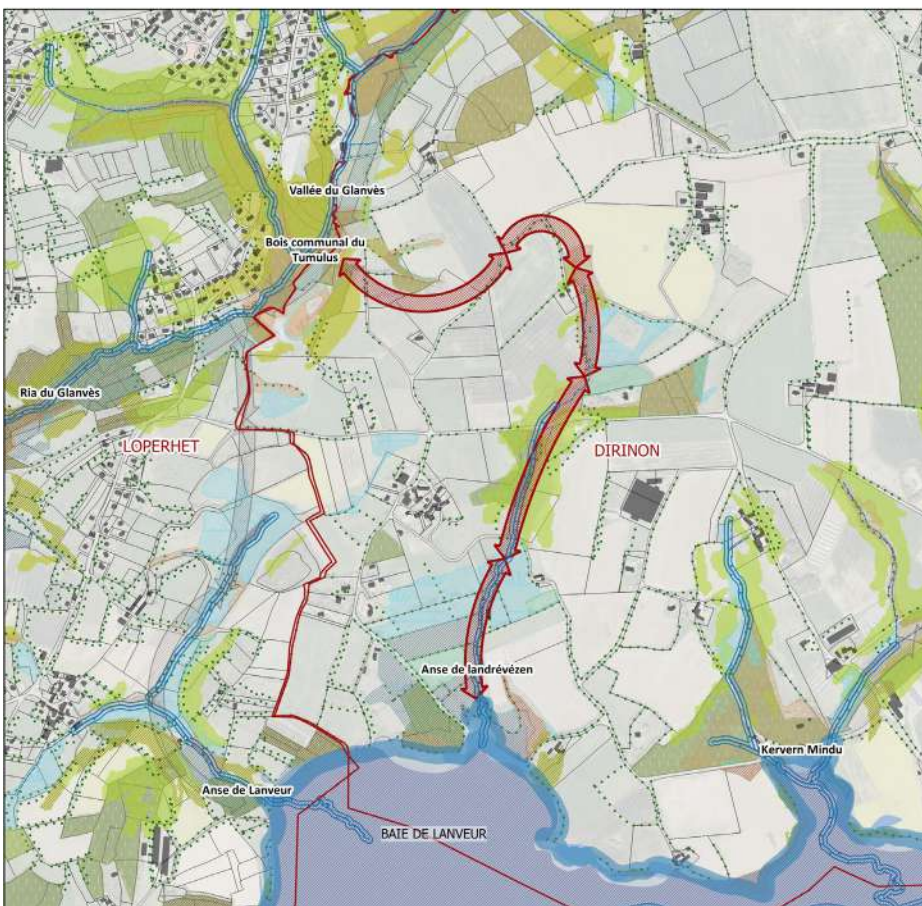 Vallée du Glanvès
Bois communal du
Tumulus
Ria du Glanvès
LOPERHET
DIRINON
Anse de landrévézen
Kervern Mindu
Anse de Lanveur
BAIE DE LANVEUR